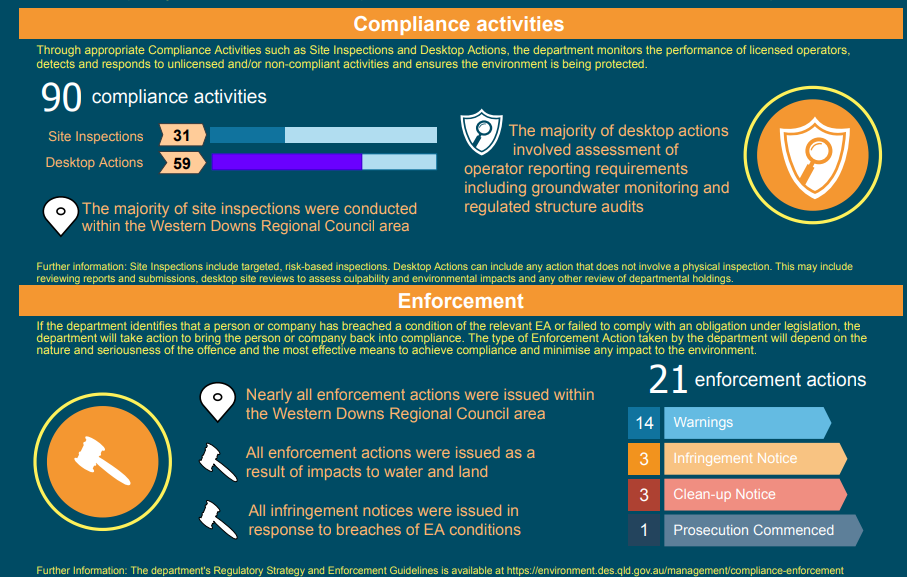 Compliance activities
Through appropriate Compliance Activities such as Site Inspections and Desktop Actions, the department monitors the performance of licensed operators,
detects and responds to unlicensed and/or non-compliant activities and ensures the environment is being protected.
90 compliance activities
Site Inspections 31
Desktop Actions 59
The majority of site inspections were conducted
within the Western Downs Regional Council area
The majority of desktop actions
involved assessment of
operator reporting requirements
including groundwater monitoring and
regulated structure audits
Further information: Site Inspections include targeted, risk-based inspections. Desktop Actions can include any action that does not involve a physical inspection. This may include
reviewing reports and submissions, desktop site reviews to assess culpability and environmental impacts and any other review of departmental holdings.
Enforcement
If the department identifies that a person or company has breached a condition of the relevant EA or failed to comply with an obligation under legislation, the
department will take action to bring the person or company back into compliance. The type of Enforcement Action taken by the department will depend on the
nature and seriousness of the offence and the most effective means to achieve compliance and minimise any impact to the environment.
Nearly all enforcement actions were issued within
the Western Downs Regional Council area
All enforcement actions were issued as a
result of impacts to water and land
All infringement notices were issued in
response to breaches of EA conditions
21 enforcement actions
14 Warnings
3 Infringement Notice
3 Clean-up Notice
1 Prosecution Commenced
Further Information: The department's Regulatory Strategy and Enforcement Guidelines is available at https://environment.des.qld.gov.au/management/compliance-enforcement